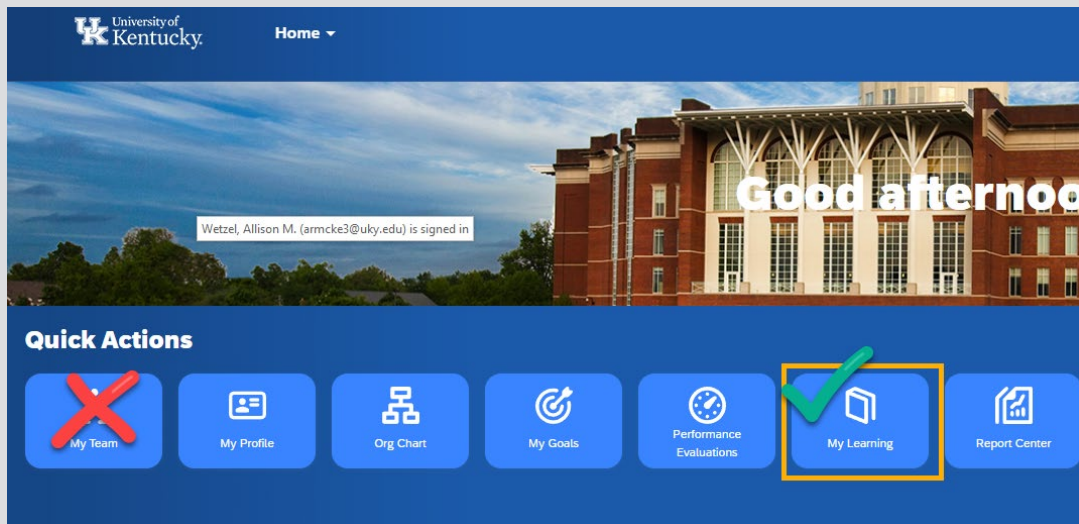 University of
Kentucky.
Home
Good afternoo
Wetzel, Allison M. (armcke3@uky.edu) is signed in
Quick Actions
My Team
My Profile
Org Chart
My Goals
Performance
Evaluations
My Learning
Report Center